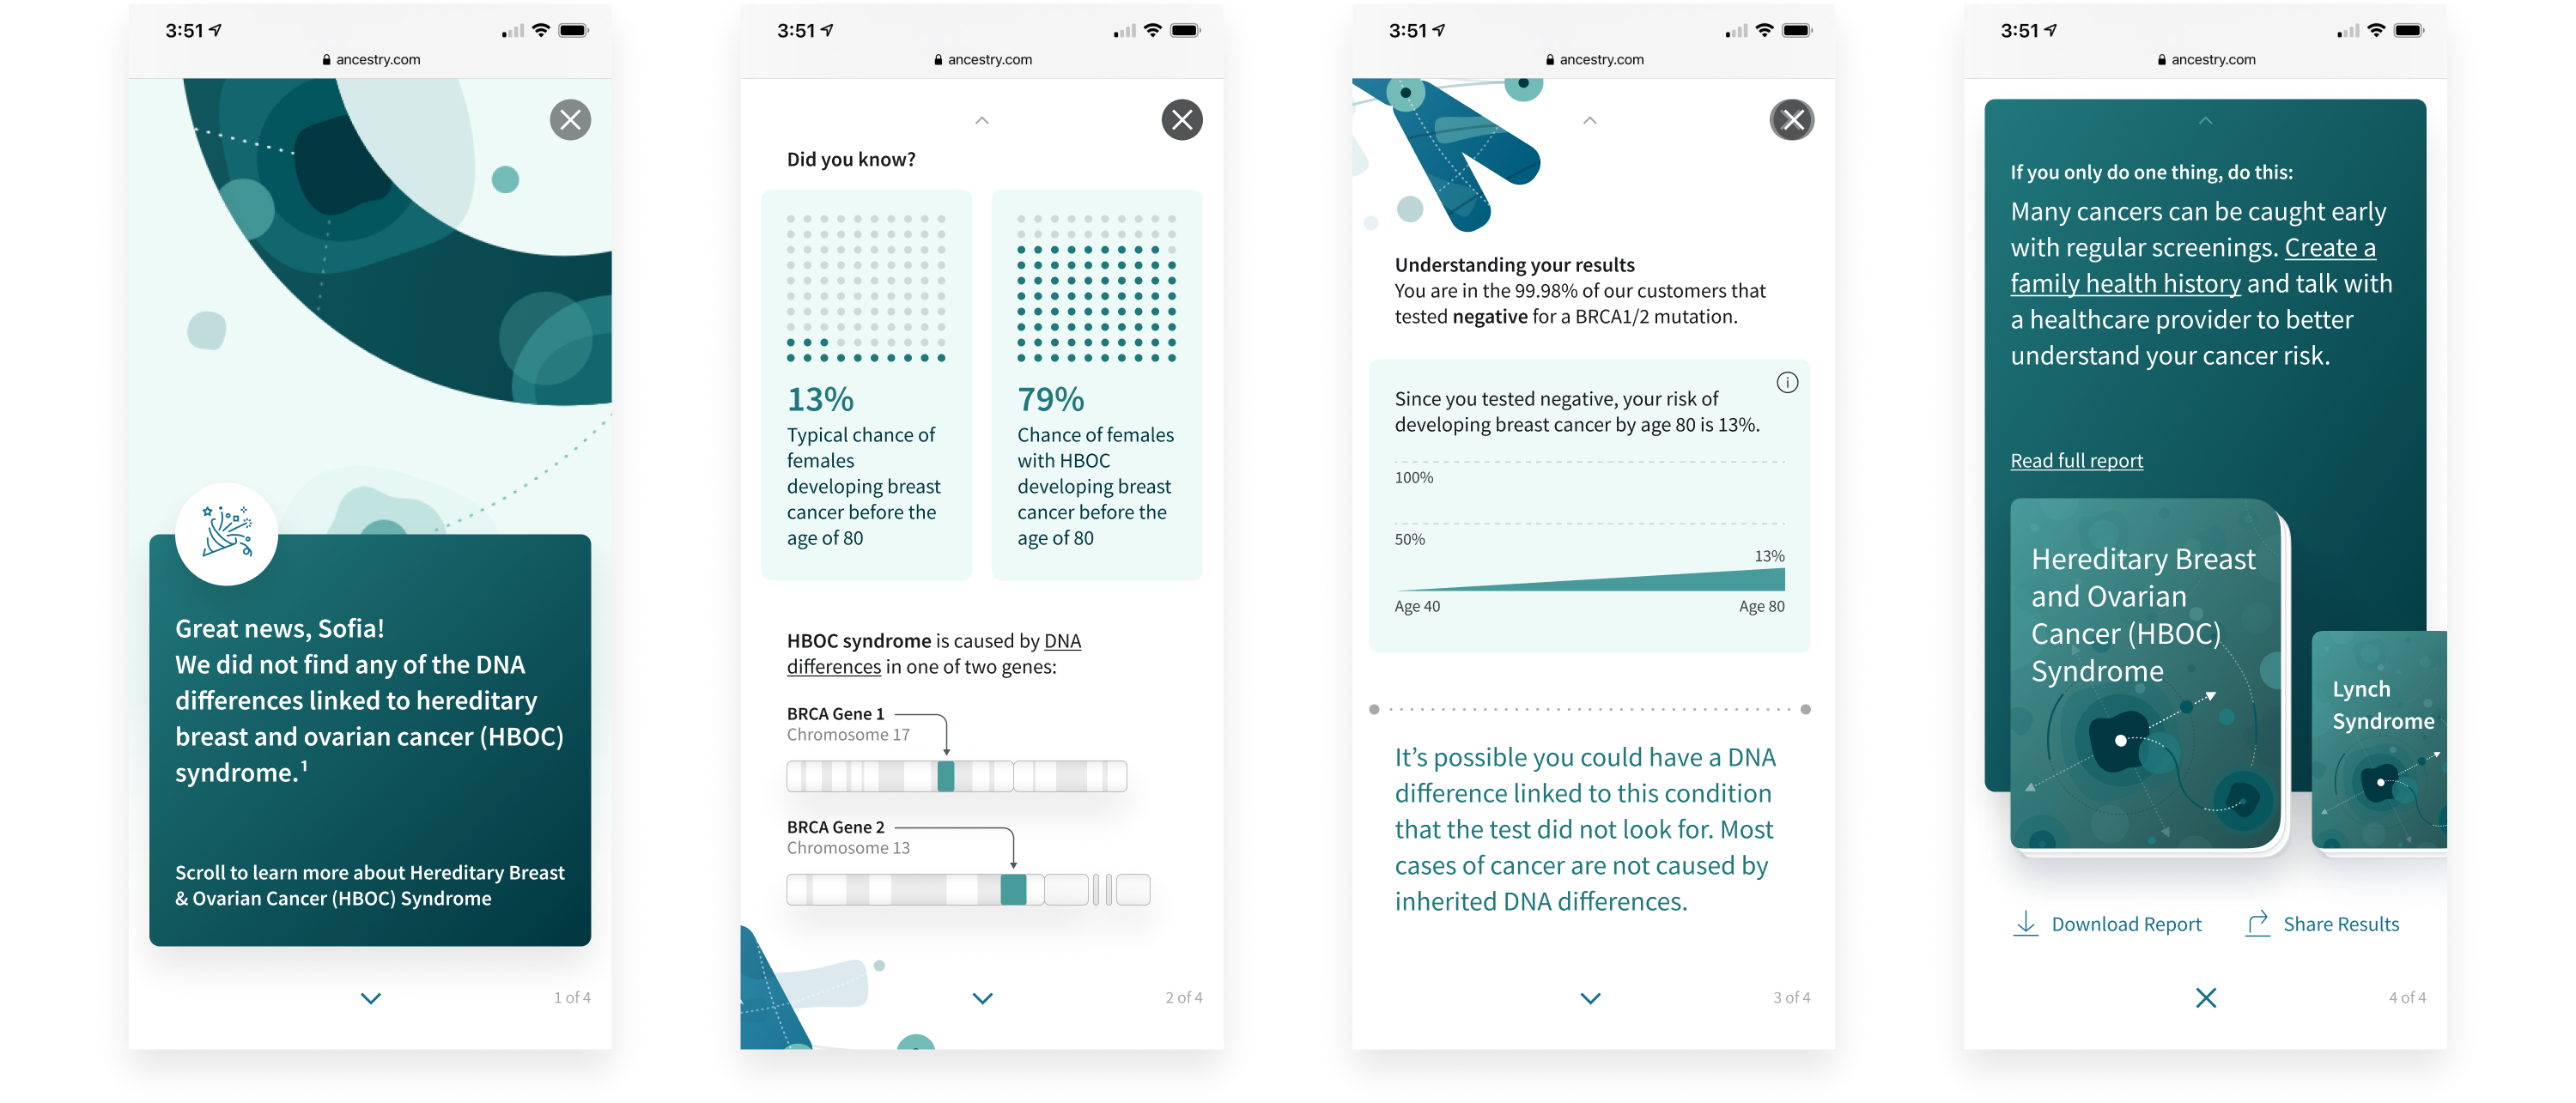 3:51
ancestry.com
Great news, Sofia!
We did not find any of the DNA
differences linked to hereditary
breast and ovarian cancer (HBOC)
syndrome.¹
Scroll to learn more about Hereditary Breast
& Ovarian Cancer (HBOC) Syndrome
1 of 4
3:51
ancestry.com
Did you know?
13%
Typical chance of
females
developing breast
cancer before the
age of 80
79%
Chance of females
with HBOC
developing breast
cancer before the
age of 80
HBOC syndrome is caused by DNA
differences in one of two genes:
BRCA Gene 1
Chromosome 17
BRCA Gene 2
Chromosome 13
2 of 4
3:51
ancestry.com
Understanding your results
You are in the 99.98% of our customers that
tested negative for a BRCA1/2 mutation.
Since you tested negative, your risk of
developing breast cancer by age 80 is 13%.
100%
50%
13%
Age 40
Age 80
It’s possible you could have a DNA
difference linked to this condition
that the test did not look for. Most
cases of cancer are not caused by
inherited DNA differences.
3 of 4
3:51
ancestry.com
If you only do one thing, do this:
Many cancers can be caught early
with regular screenings. Create a
family health history and talk with
a healthcare provider to better
understand your cancer risk.
Read full report
Hereditary Breast
and Ovarian
Cancer (HBOC)
Syndrome
Lynch
Syndrome
Download Report
Share Results
4 of 4